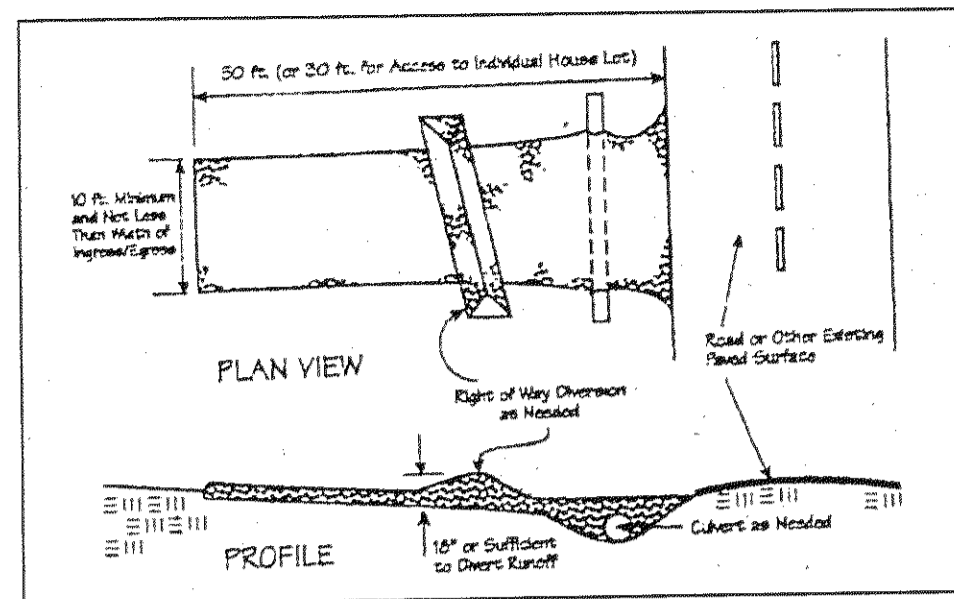 50 ft. (or 30 ft. for Access to Individual House Lot)
10 ft. Minimum
and Not Less
Than Width of
Ingress/Egress
PLAN VIEW
Road or Other Existing
Paved Surface
Right of Way Diversion
as Needed
Culvert as Needed
18" or Sufficient
to Divert Runoff
PROFILE